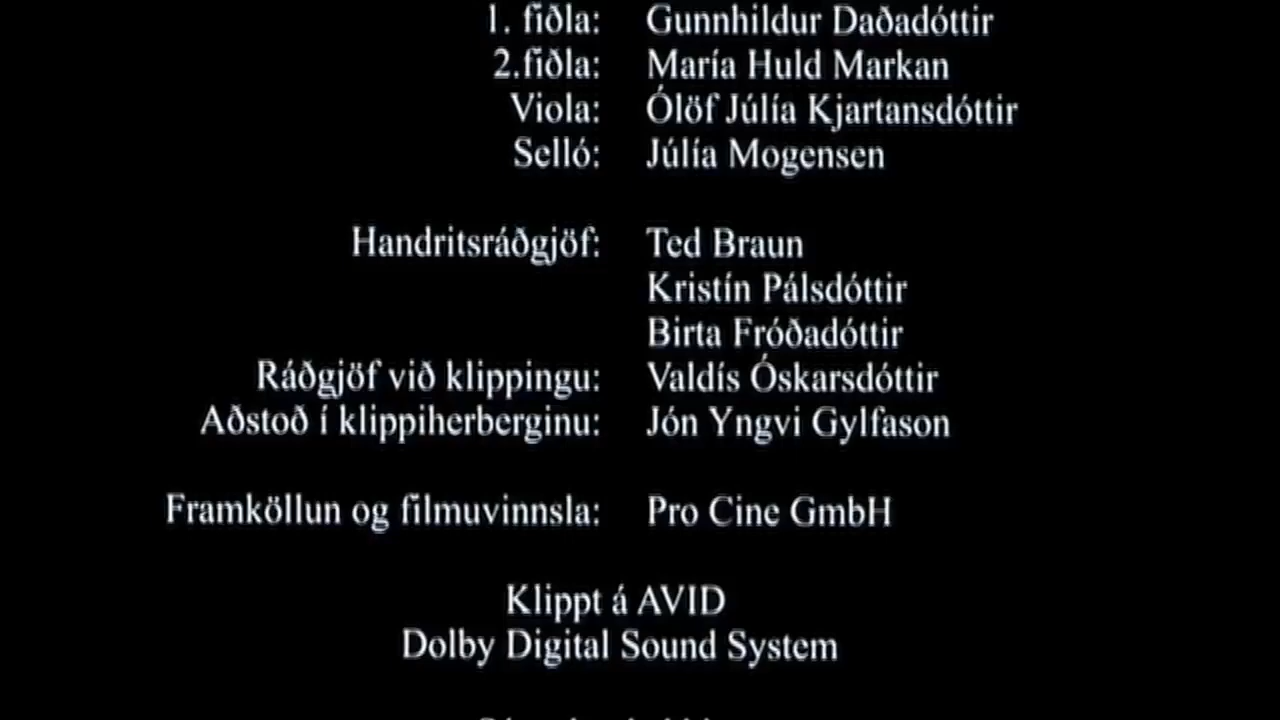 1. fiðla: Gunnhildur Daðadóttir
2.fiðla: María Huld Markan
Viola: Ólöf Júlía Kjartansdóttir
Selló: Júlía Mogensen
Handritsráðgjöf: Ted Braun
Kristín Pálsdóttir
Birta Fróðadóttir
Ráðgjöf við klippingu: Valdís Óskarsdóttir
Aðstoð í klippiherberginu: Jón Yngvi Gylfason
Framköllun og filmuvinnsla: Pro Cine GmbH
Klippt á AVID
Dolby Digital Sound System